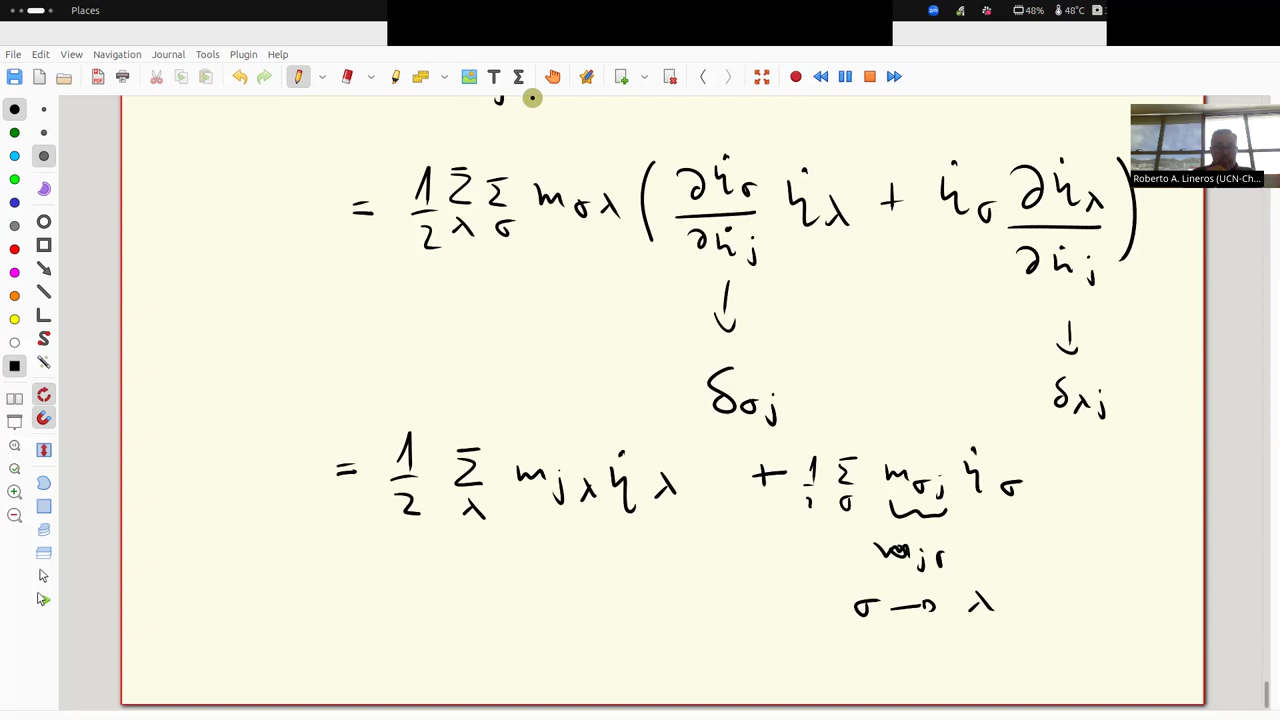 Places
48%
48°C
File Edit View Navigation Journal Tools Plugin Help
Roberto A. Lineros (UCN-Ch...
= 1/2 Σ_λ Σ_σ m_σλ ( ∂η̇_σ/∂η̇_j η̇_λ + η̇_σ ∂η̇_λ/∂η̇_j )
↓ ↓
δ_σj δ_λj
= 1/2 Σ_λ m_jλ η̇_λ + 1/2 Σ_σ m_σj η̇_σ
m_jσ
σ → λ